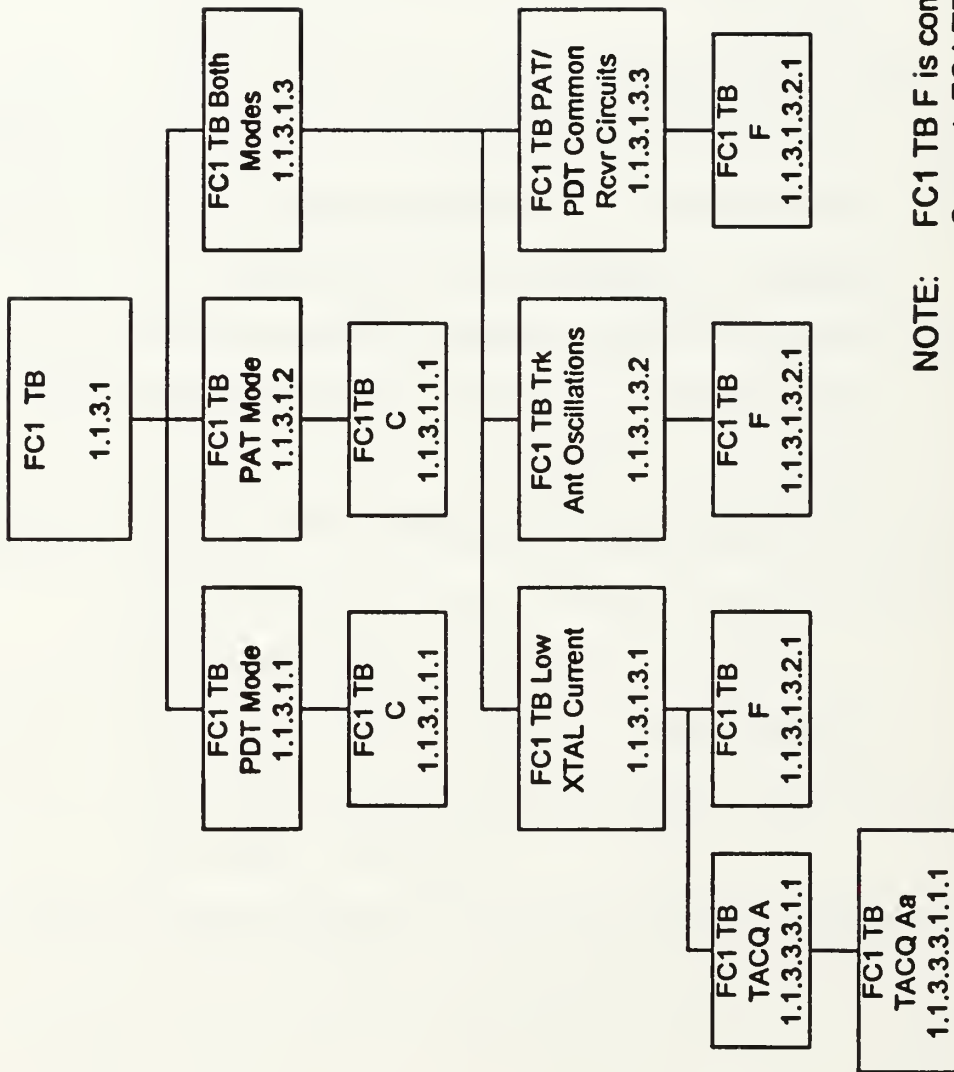 FC1 TB
1.1.3.1
FC1 TB
PDT Mode
1.1.3.1.1
FC1 TB
PAT Mode
1.1.3.1.2
FC1 TB Both
Modes
1.1.3.1.3
FC1 TB
C
1.1.3.1.1.1
FC1TB
C
1.1.3.1.1.1
FC1 TB Low
XTAL Current
1.1.3.1.3.1
FC1 TB Trk
Ant Oscillations
1.1.3.1.3.2
FC1 TB PAT/
PDT Common
Rcvr Circuits
1.1.3.1.3.3
FC1 TB
TACQ A
1.1.3.3.3.1.1
FC1 TB
F
1.1.3.1.3.2.1
FC1 TB
F
1.1.3.1.3.2.1
FC1 TB
F
1.1.3.1.3.2.1
FC1 TB
TACQ Aa
1.1.3.3.3.1.1.1
NOTE: FC1 TB F is